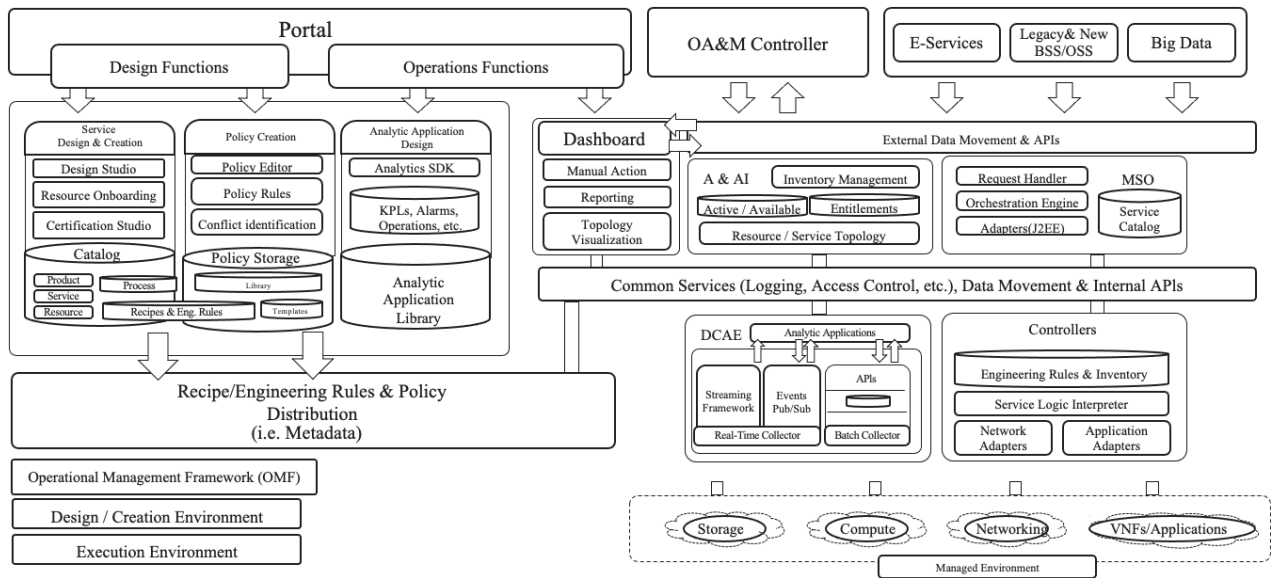 Portal
Design Functions
Operations Functions
OA&M Controller
E-Services
Legacy& New
BSS/OSS
Big Data
Service
Design & Creation
Design Studio
Resource Onboarding
Certification Studio
Catalog
Product
Service
Resource
Process
Recipes & Eng. Rules
Policy Creation
Policy Editor
Policy Rules
Conflict identification
Policy Storage
Library
Templates
Analytic Application
Design
Analytics SDK
KPLs, Alarms,
Operations, etc.
Analytic
Application
Library
Dashboard
Manual Action
Reporting
Topology
Visualization
External Data Movement & APIs
A & AI
Inventory Management
Active / Available
Entitlements
Resource / Service Topology
Request Handler
Orchestration Engine
Adapters(J2EE)
MSO
Service
Catalog
Common Services (Logging, Access Control, etc.), Data Movement & Internal APls
DCAE
Analytic Applications
Streaming
Framework
Events
Pub/Sub
APls
Real-Time Collector
Batch Collector
Controllers
Engineering Rules & Inventory
Service Logic Interpreter
Network
Adapters
Application
Adapters
Recipe/Engineering Rules & Policy
Distribution
(i.e. Metadata)
Operational Management Framework (OMF)
Design / Creation Environment
Execution Environment
Storage
Compute
Networking
VNFs/Applications
Managed Environment